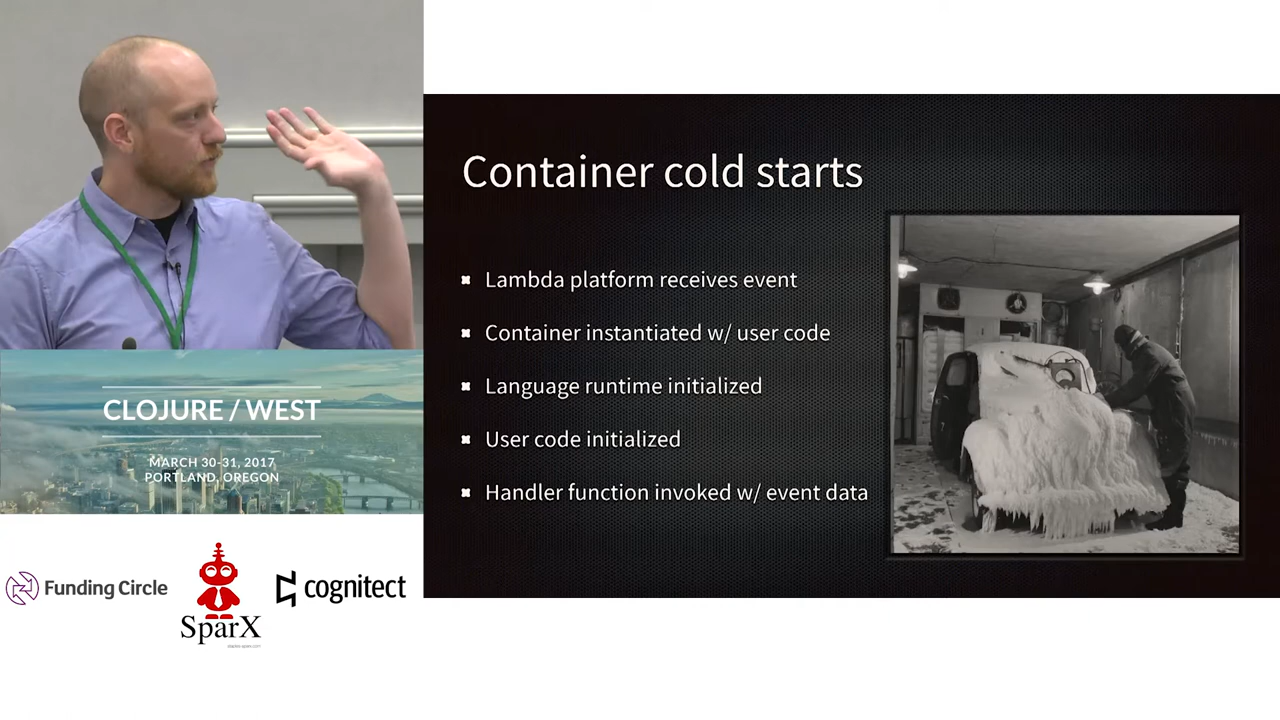 Container cold starts
Lambda platform receives event
Container instantiated w/ user code
Language runtime initialized
User code initialized
Handler function invoked w/ event data
CLOJURE / WEST
MARCH 30-31, 2017
PORTLAND, OREGON
Funding Circle
SparX
cognitect